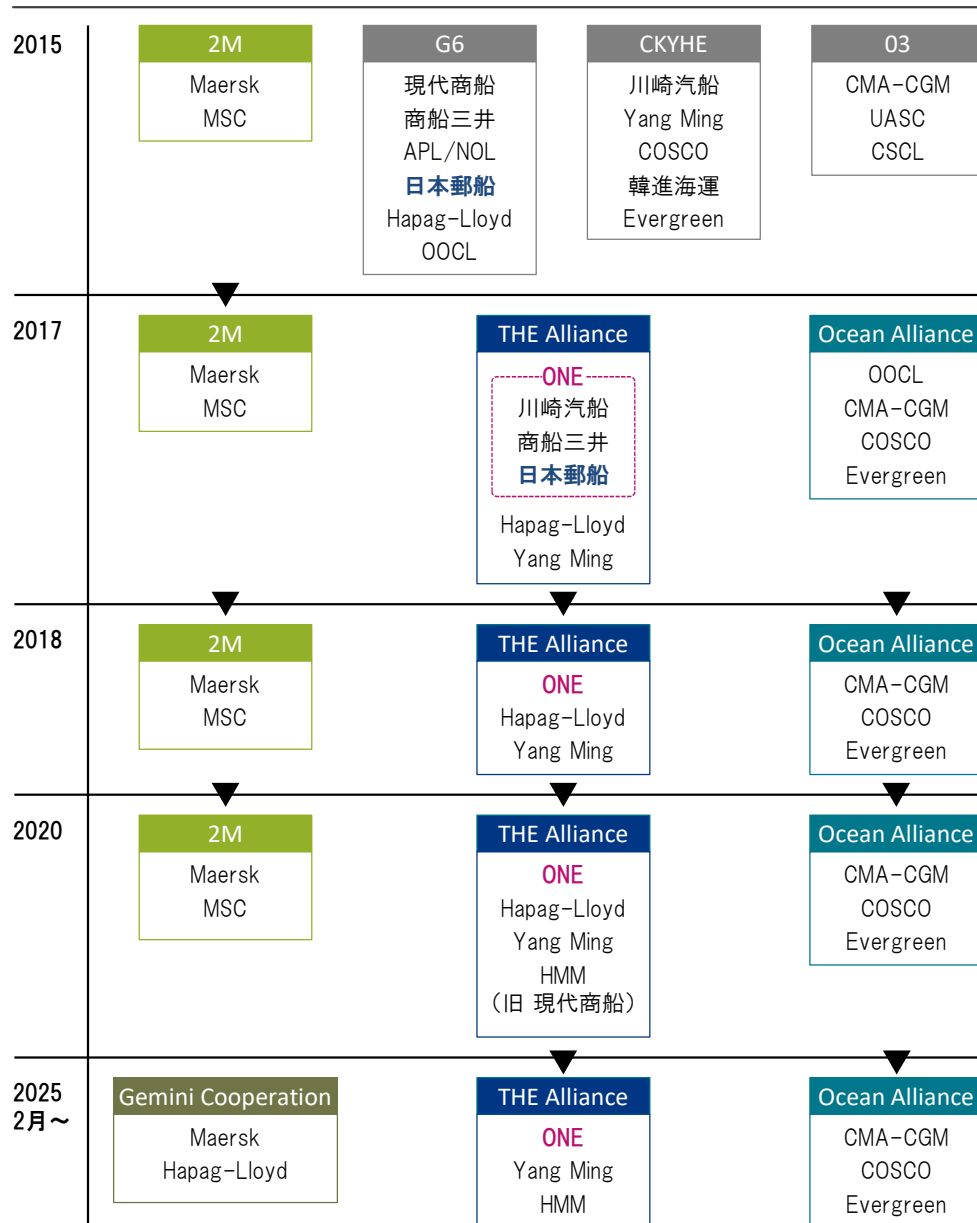 2015
2M
Maersk
MSC
G6
現代商船
商船三井
APL/NOL
日本郵船
Hapag-Lloyd
OOCL
CKYHE
川崎汽船
Yang Ming
COSCO
韓進海運
Evergreen
03
CMA-CGM
UASC
CSCL
2017
2M
Maersk
MSC
THE Alliance
ONE
川崎汽船
商船三井
日本郵船
Hapag-Lloyd
Yang Ming
Ocean Alliance
OOCL
CMA-CGM
COSCO
Evergreen
2018
2M
Maersk
MSC
THE Alliance
ONE
Hapag-Lloyd
Yang Ming
Ocean Alliance
CMA-CGM
COSCO
Evergreen
2020
2M
Maersk
MSC
THE Alliance
ONE
Hapag-Lloyd
Yang Ming
HMM
（旧 現代商船）
Ocean Alliance
CMA-CGM
COSCO
Evergreen
2025
2月～
Gemini Cooperation
Maersk
Hapag-Lloyd
THE Alliance
ONE
Yang Ming
HMM
Ocean Alliance
CMA-CGM
COSCO
Evergreen